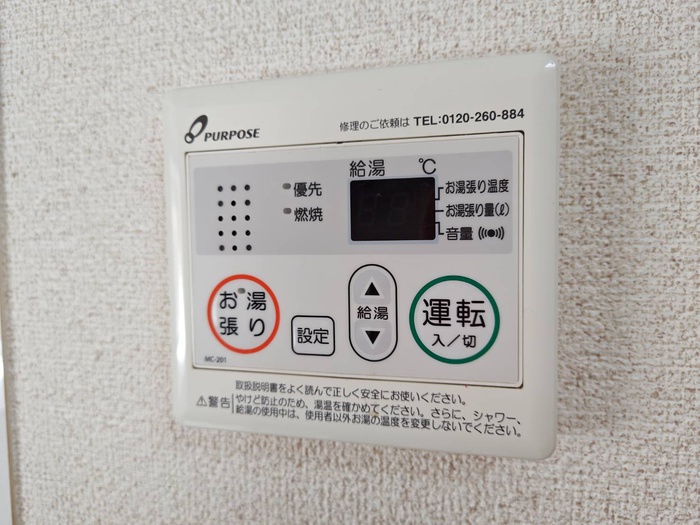 PURPOSE
修理のご依頼は TEL:0120-260-884
給湯 ℃
優先
燃焼
お湯張り温度
お湯張り量(ℓ)
音量
お湯張り
設定
給湯
運転
入/切
MC-201
取扱説明書をよく読んで正しく安全にお使いください。
⚠警告 やけど防止のため、湯温を確かめてください。さらに、シャワー、
給湯の使用中は、使用者以外お湯の温度を変更しないでください。